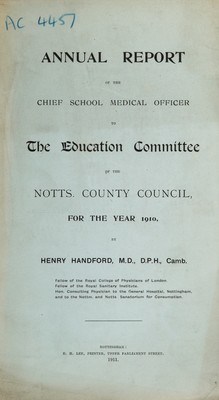 AC 4457
ANNUAL REPORT
OF THE
CHIEF SCHOOL MEDICAL OFFICER
TO
The Education Committee
OF THE
NOTTS. COUNTY COUNCIL,
FOR THE YEAR 1910,
BY
HENRY HANDFORD, M.D., D.P.H., Camb.
Fellow of the Royal College of Physicians of London
Fellow of the Royal Sanitary Institute.
Hon. Consulting Physician to the General Hospital, Nottingham,
and to the Nottm. and Notts. Sanatorium for Consumption.
NOTTINGHAM:
LEE, PRINTER, UPPER PARLIAMENT STREET.